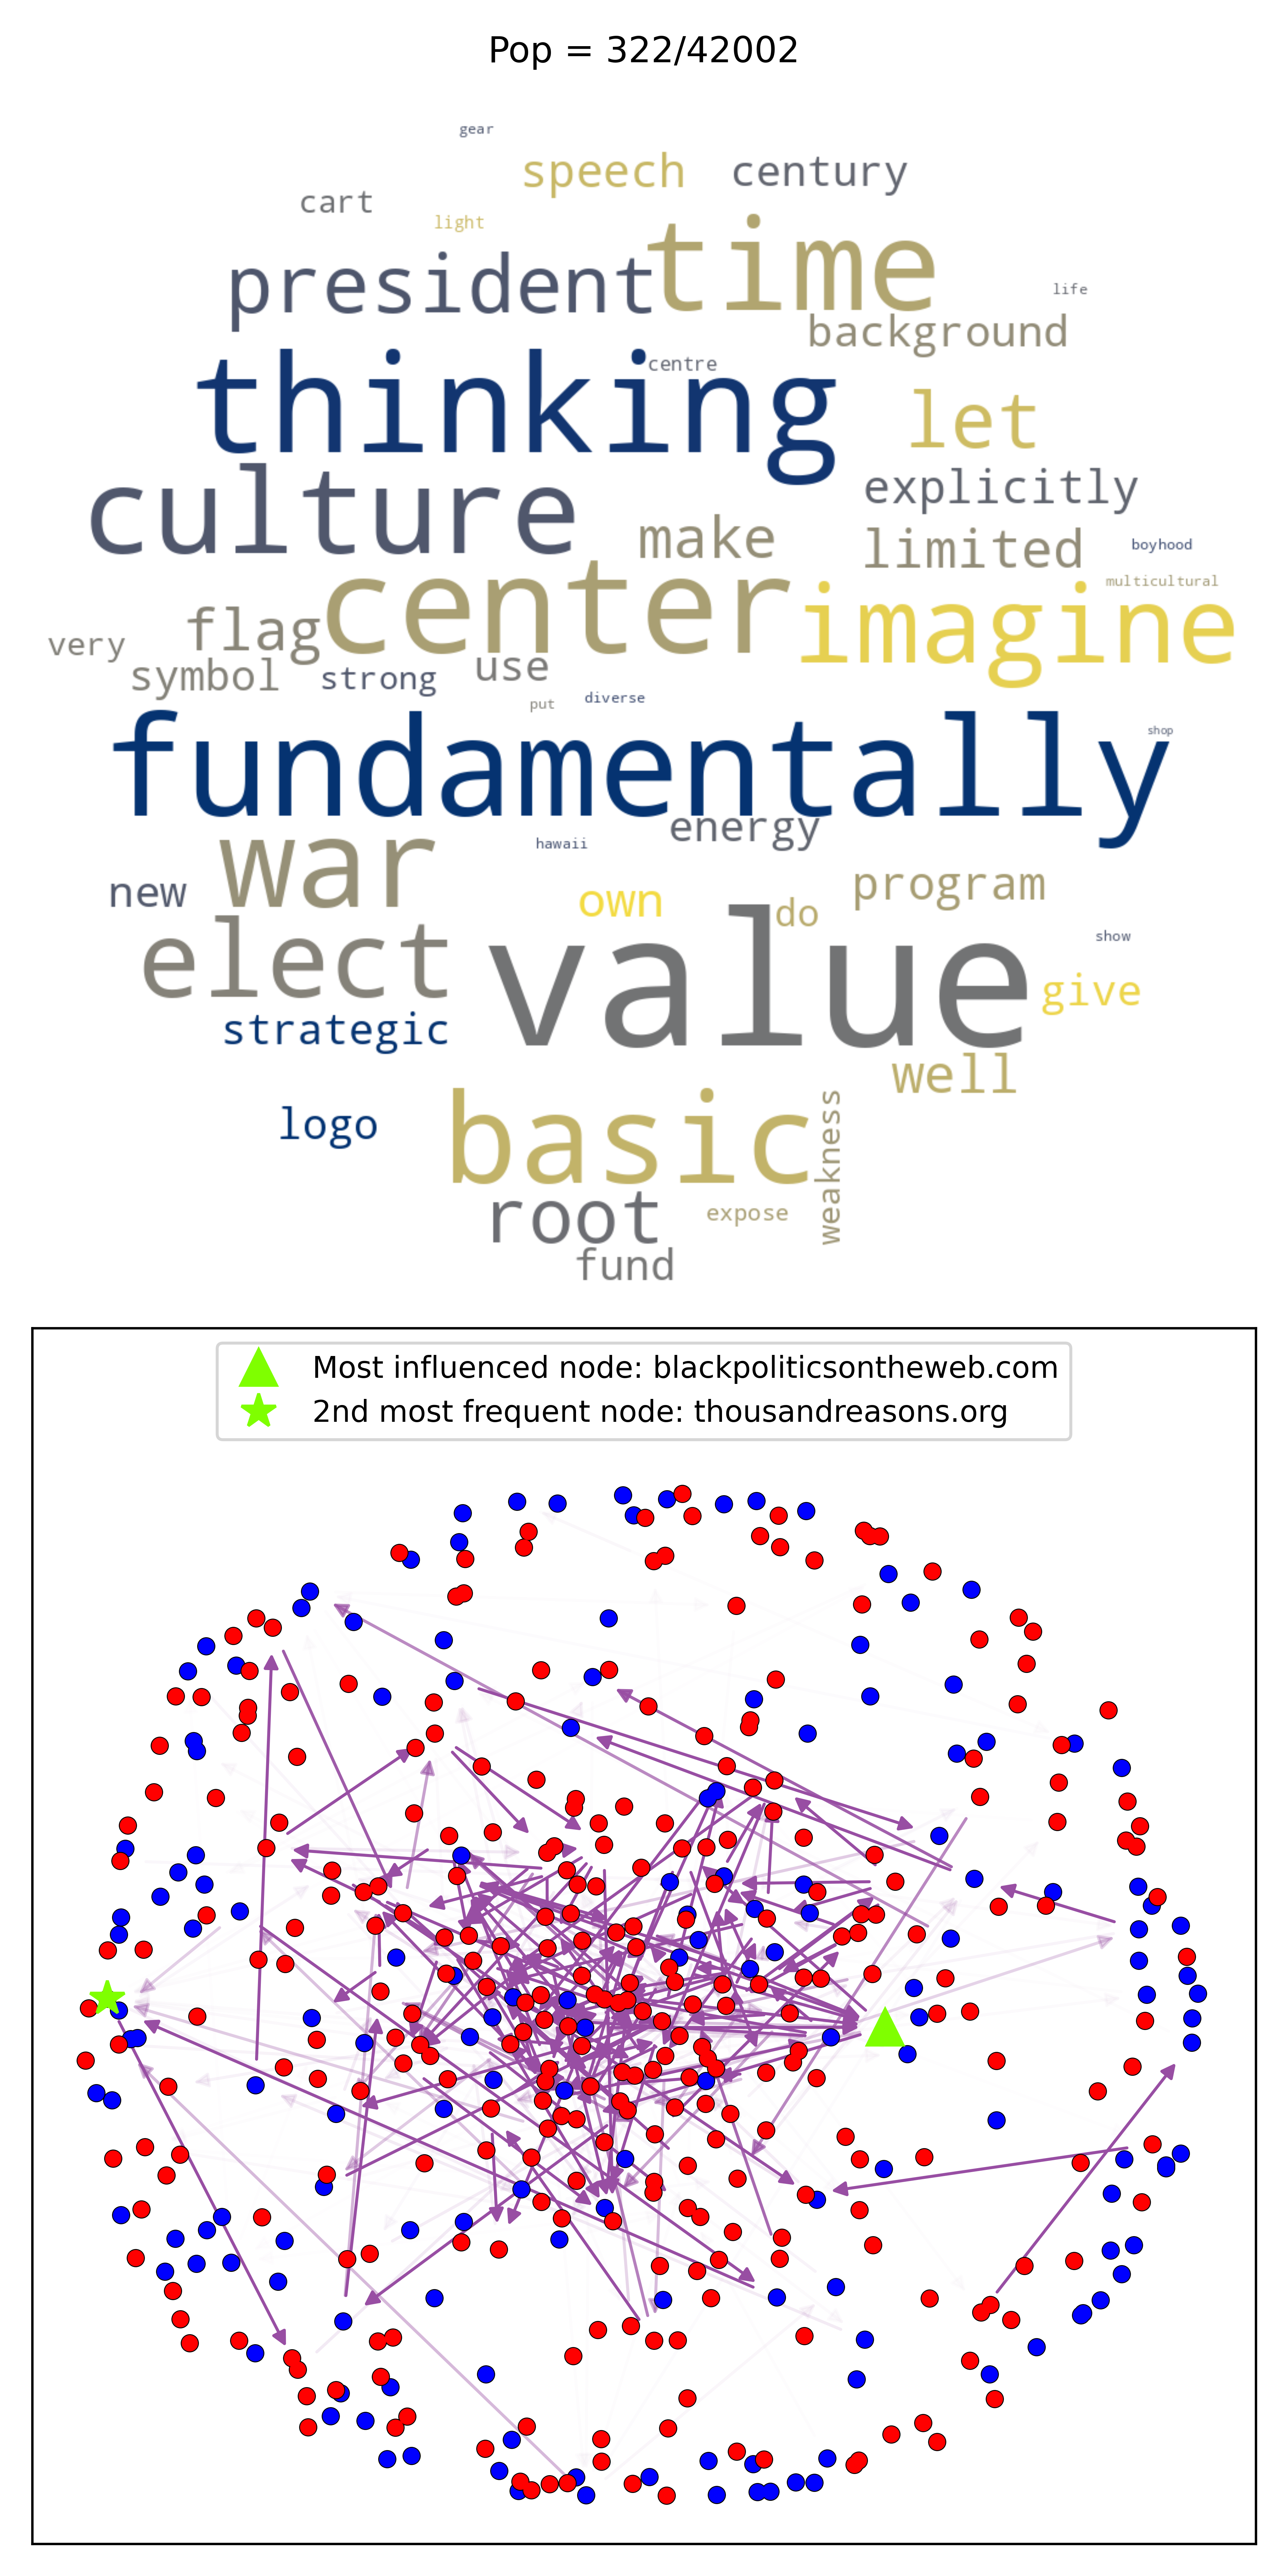 Pop = 322/42002
gear
speech century
cart
light
time
president
life
background
thinking
centre
let
culture
explicitly
make
limited
boyhood
multicultural
center
imagine
flag
very
symbol
strong
use
put
diverse
fundamentally
shop
energy
war
hawaii
new
own
do
program
elect
value
show
give
strategic
well
logo
basic
weakness
root
expose
fund
Most influenced node: blackpoliticsontheweb.com
2nd most frequent node: thousandreasons.org